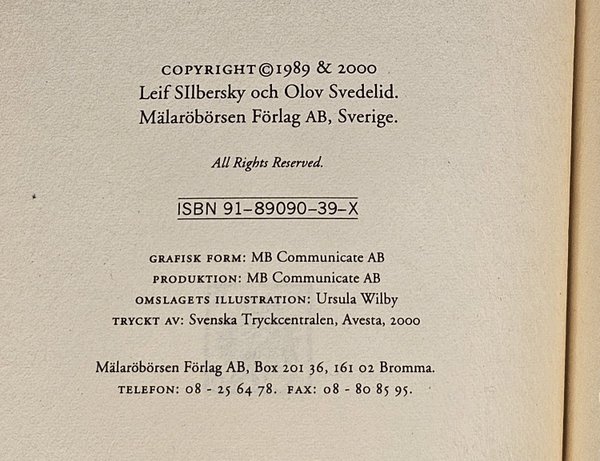 COPYRIGHT © 1989 & 2000
Leif SIlbersky och Olov Svedelid.
Mälaröbörsen Förlag AB, Sverige.
All Rights Reserved.
ISBN 91–89090–39–X
GRAFISK FORM: MB Communicate AB
PRODUKTION: MB Communicate AB
OMSLAGETS ILLUSTRATION: Ursula Wilby
TRYCKT AV: Svenska Tryckcentralen, Avesta, 2000
Mälaröbörsen Förlag AB, Box 201 36, 161 02 Bromma.
TELEFON: 08 - 25 64 78. FAX: 08 - 80 85 95.